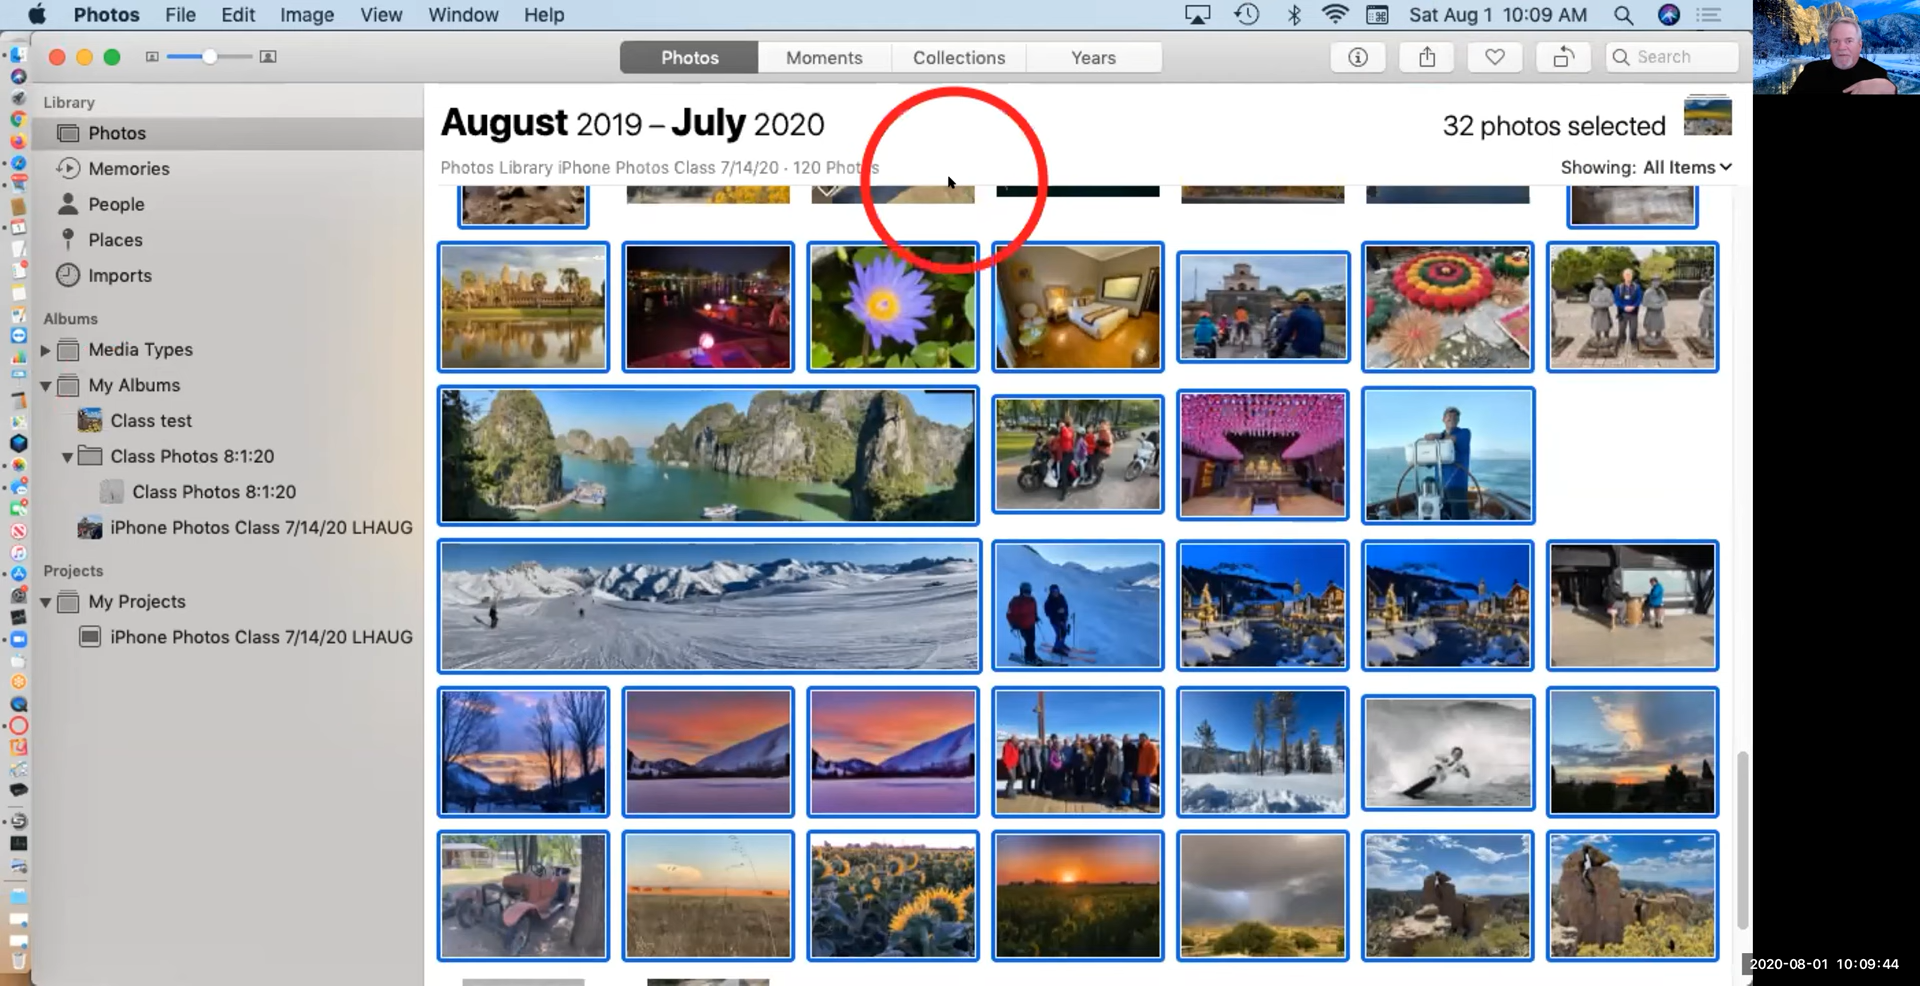 Photos File Edit Image View Window Help Sat Aug 1 10:09 AM
Photos Moments Collections Years Search
Library
Photos
Memories
People
Places
Imports
Albums
Media Types
My Albums
Class test
Class Photos 8:1:20
Class Photos 8:1:20
iPhone Photos Class 7/14/20 LHAUG
Projects
My Projects
iPhone Photos Class 7/14/20 LHAUG
August 2019 – July 2020
32 photos selected
Photos Library iPhone Photos Class 7/14/20 · 120 Photos
Showing: All Items
2020-08-01 10:09:44